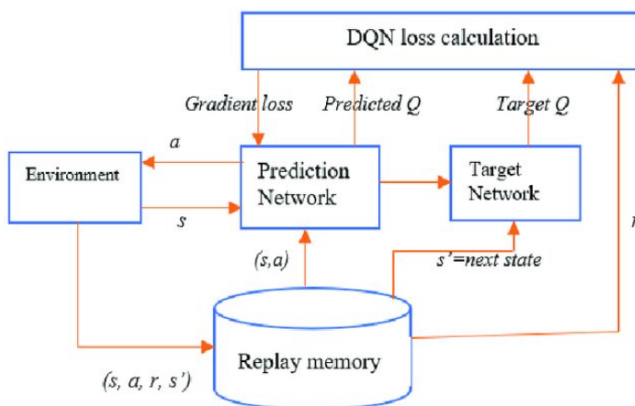 DQN loss calculation
Gradient loss
Predicted Q
Target Q
a
Environment
Prediction
Network
Target
Network
r
s
(s,a)
s’=next state
Replay memory
(s, a, r, s’)